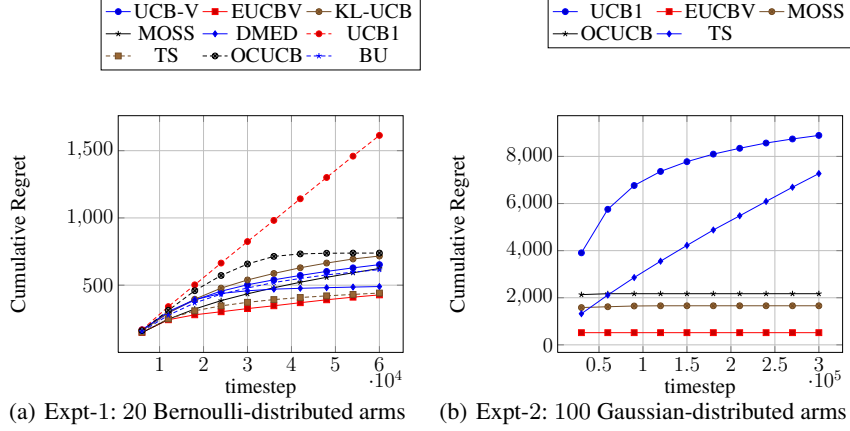 UCB-V EUCBV KL-UCB
MOSS DMED UCB1
TS OCUCB BU
1,500
1,000
500
Cumulative Regret
1 2 3 4 5 6
timestep
·10^4
(a) Expt-1: 20 Bernoulli-distributed arms
UCB1 EUCBV MOSS
OCUCB TS
8,000
6,000
4,000
2,000
0
Cumulative Regret
0.5 1 1.5 2 2.5 3
timestep
·10^5
(b) Expt-2: 100 Gaussian-distributed arms